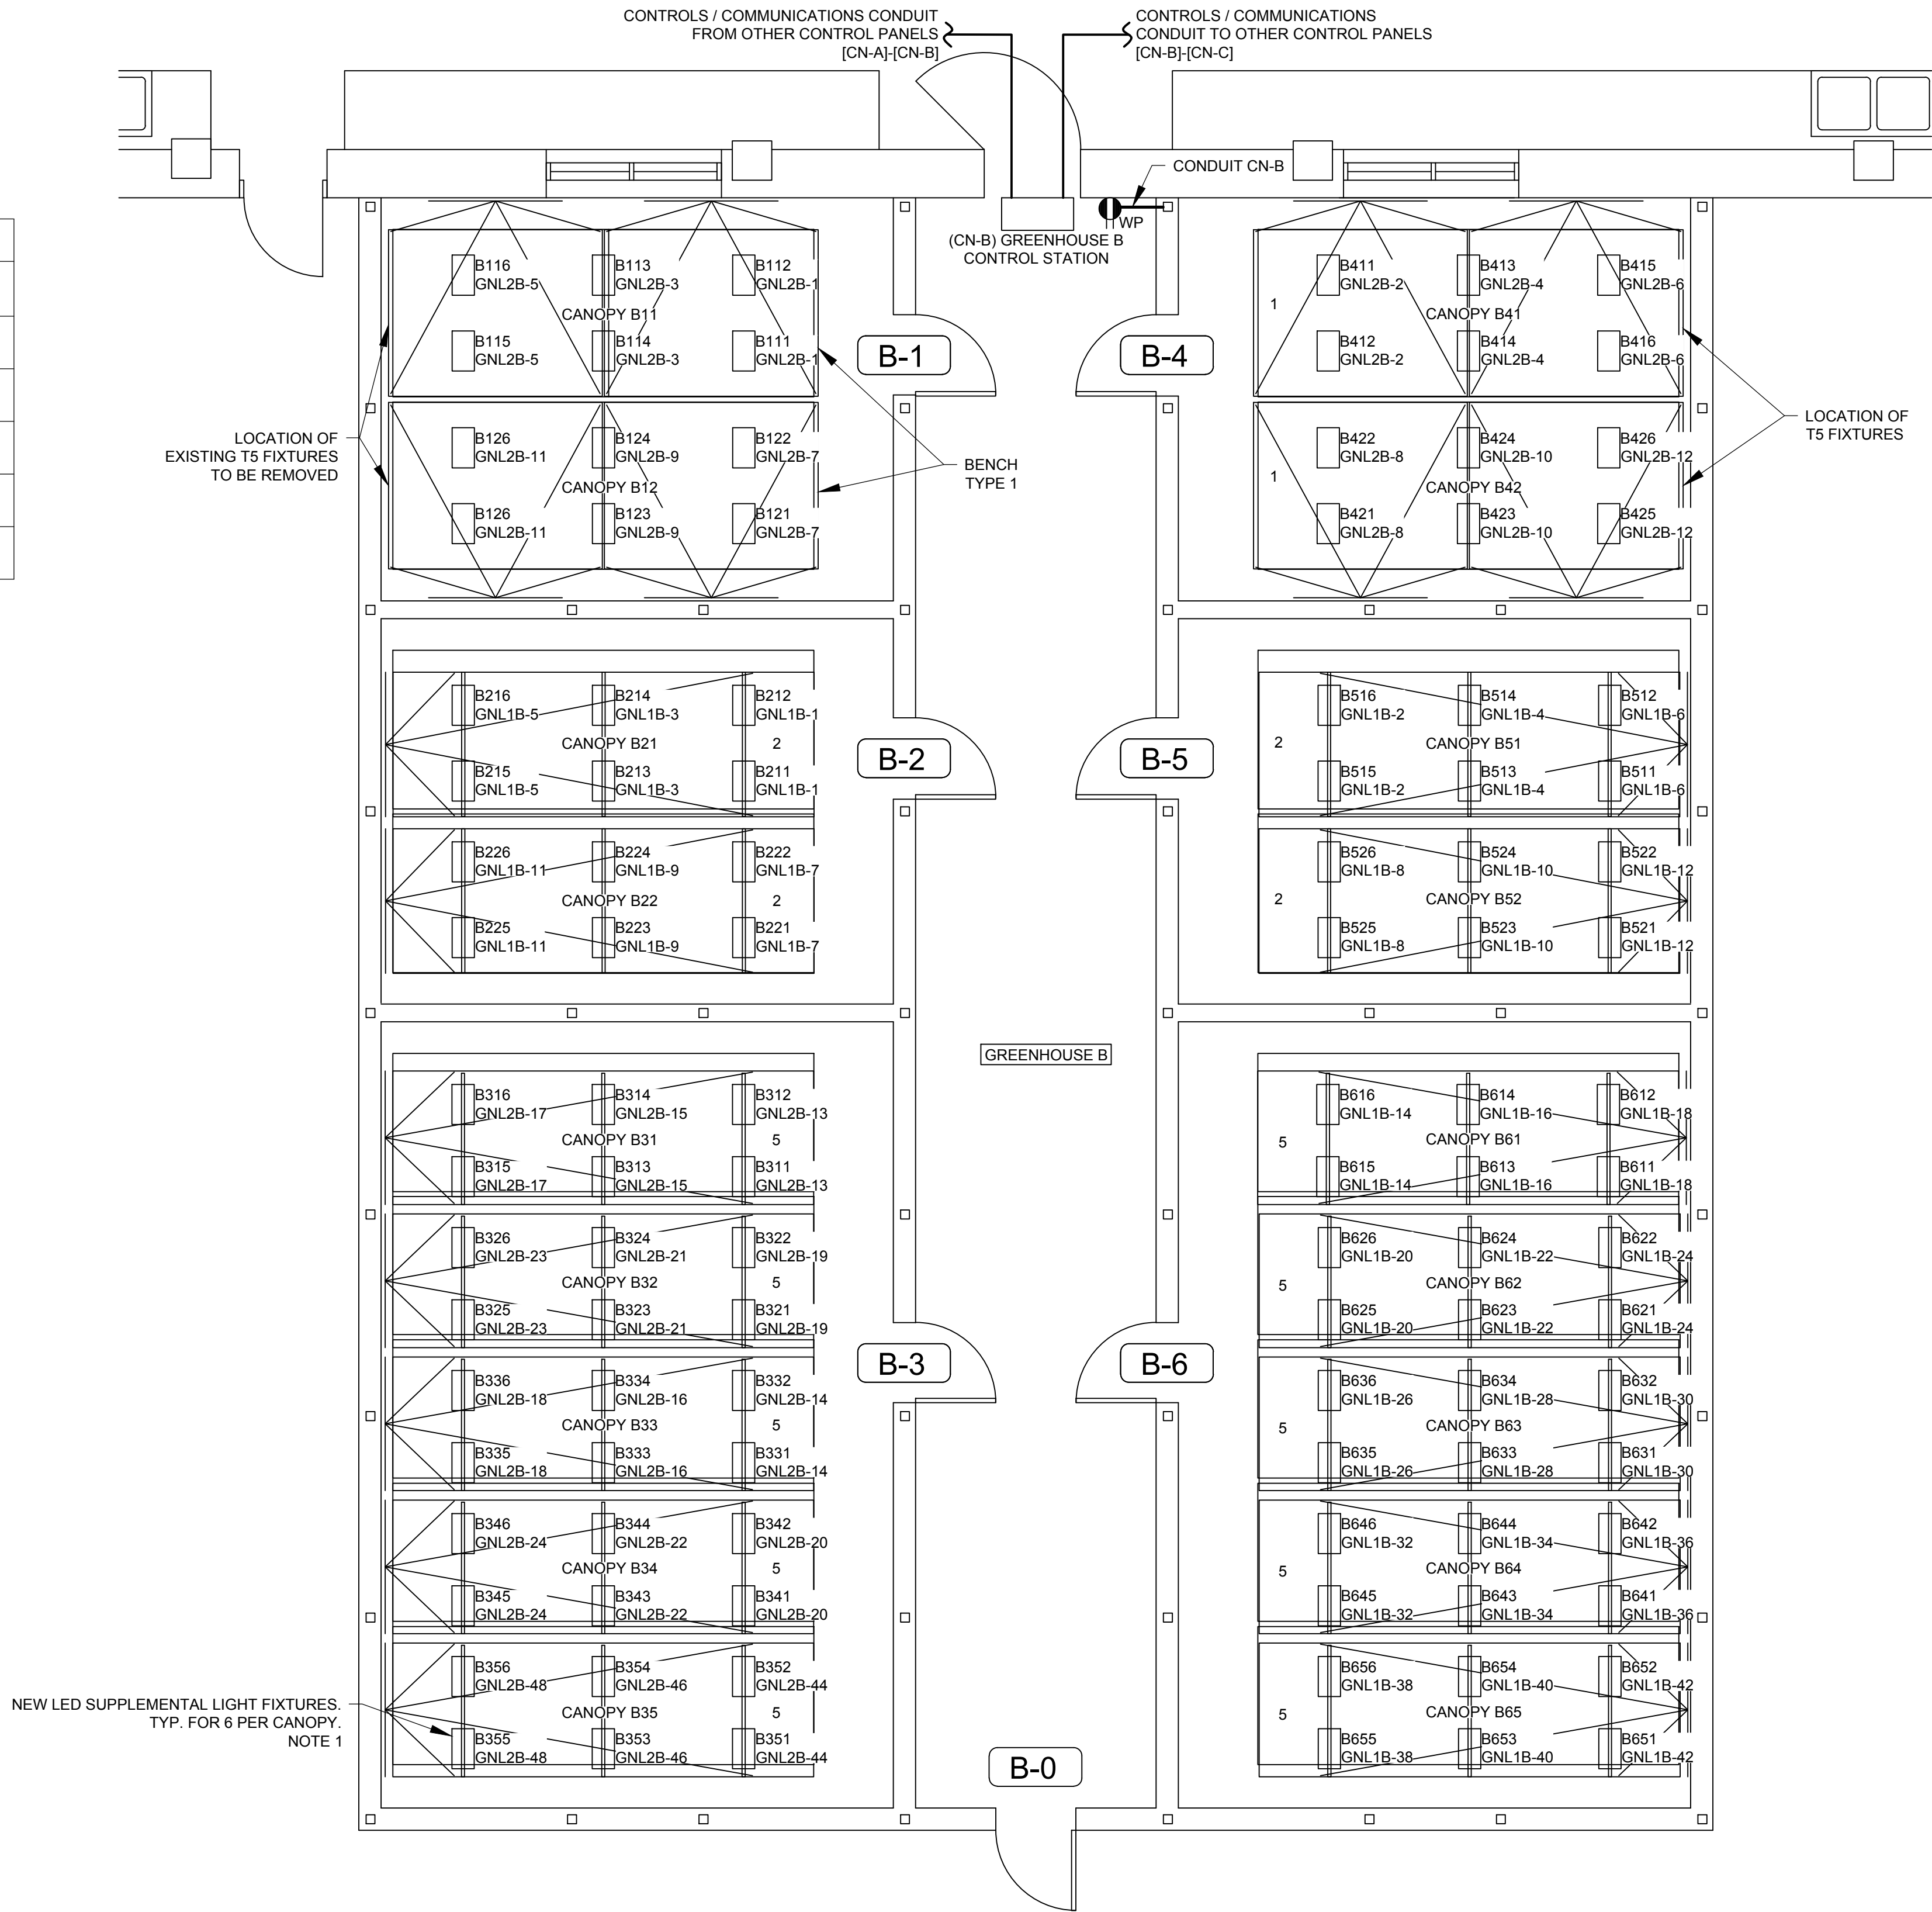 CONTROLS / COMMUNICATIONS CONDUIT
FROM OTHER CONTROL PANELS
[CN-A]-[CN-B]
CONTROLS / COMMUNICATIONS
CONDUIT TO OTHER CONTROL PANELS
[CN-B]-[CN-C]
CONDUIT CN-B
WP
(CN-B) GREENHOUSE B
CONTROL STATION
B116
GNL2B-5
B113
GNL2B-3
B112
GNL2B-1
CANOPY B11
B115
GNL2B-5
B114
GNL2B-3
B111
GNL2B-1
B-1
B126
GNL2B-11
B124
GNL2B-9
B122
GNL2B-7
CANOPY B12
B126
GNL2B-11
B123
GNL2B-9
B121
GNL2B-7
LOCATION OF
EXISTING T5 FIXTURES
TO BE REMOVED
BENCH
TYPE 1
B-4
B411
GNL2B-2
B413
GNL2B-4
B415
GNL2B-6
1
CANOPY B41
B412
GNL2B-2
B414
GNL2B-4
B416
GNL2B-6
B422
GNL2B-8
B424
GNL2B-10
B426
GNL2B-12
1
CANOPY B42
B421
GNL2B-8
B423
GNL2B-10
B425
GNL2B-12
LOCATION OF
T5 FIXTURES
B216
GNL1B-5
B214
GNL1B-3
B212
GNL1B-1
CANOPY B21
2
B215
GNL1B-5
B213
GNL1B-3
B211
GNL1B-1
B-2
B226
GNL1B-11
B224
GNL1B-9
B222
GNL1B-7
CANOPY B22
2
B225
GNL1B-11
B223
GNL1B-9
B221
GNL1B-7
B-5
B516
GNL1B-2
B514
GNL1B-4
B512
GNL1B-6
2
CANOPY B51
B515
GNL1B-2
B513
GNL1B-4
B511
GNL1B-6
B526
GNL1B-8
B524
GNL1B-10
B522
GNL1B-12
2
CANOPY B52
B525
GNL1B-8
B523
GNL1B-10
B521
GNL1B-12
GREENHOUSE B
B316
GNL2B-17
B314
GNL2B-15
B312
GNL2B-13
CANOPY B31
5
B315
GNL2B-17
B313
GNL2B-15
B311
GNL2B-13
B326
GNL2B-23
B324
GNL2B-21
B322
GNL2B-19
CANOPY B32
5
B325
GNL2B-23
B323
GNL2B-21
B321
GNL2B-19
B-3
B336
GNL2B-18
B334
GNL2B-16
B332
GNL2B-14
CANOPY B33
5
B335
GNL2B-18
B333
GNL2B-16
B331
GNL2B-14
B346
GNL2B-24
B344
GNL2B-22
B342
GNL2B-20
CANOPY B34
5
B345
GNL2B-24
B343
GNL2B-22
B341
GNL2B-20
B356
GNL2B-48
B354
GNL2B-46
B352
GNL2B-44
CANOPY B35
5
B355
GNL2B-48
B353
GNL2B-46
B351
GNL2B-44
NEW LED SUPPLEMENTAL LIGHT FIXTURES.
TYP. FOR 6 PER CANOPY.
NOTE 1
B616
GNL1B-14
B614
GNL1B-16
B612
GNL1B-18
5
CANOPY B61
B615
GNL1B-14
B613
GNL1B-16
B611
GNL1B-18
B626
GNL1B-20
B624
GNL1B-22
B622
GNL1B-24
5
CANOPY B62
B625
GNL1B-20
B623
GNL1B-22
B621
GNL1B-24
B-6
B636
GNL1B-26
B634
GNL1B-28
B632
GNL1B-30
5
CANOPY B63
B635
GNL1B-26
B633
GNL1B-28
B631
GNL1B-30
B646
GNL1B-32
B644
GNL1B-34
B642
GNL1B-36
5
CANOPY B64
B645
GNL1B-32
B643
GNL1B-34
B641
GNL1B-36
B656
GNL1B-38
B654
GNL1B-40
B652
GNL1B-42
5
CANOPY B65
B655
GNL1B-38
B653
GNL1B-40
B651
GNL1B-42
B-0